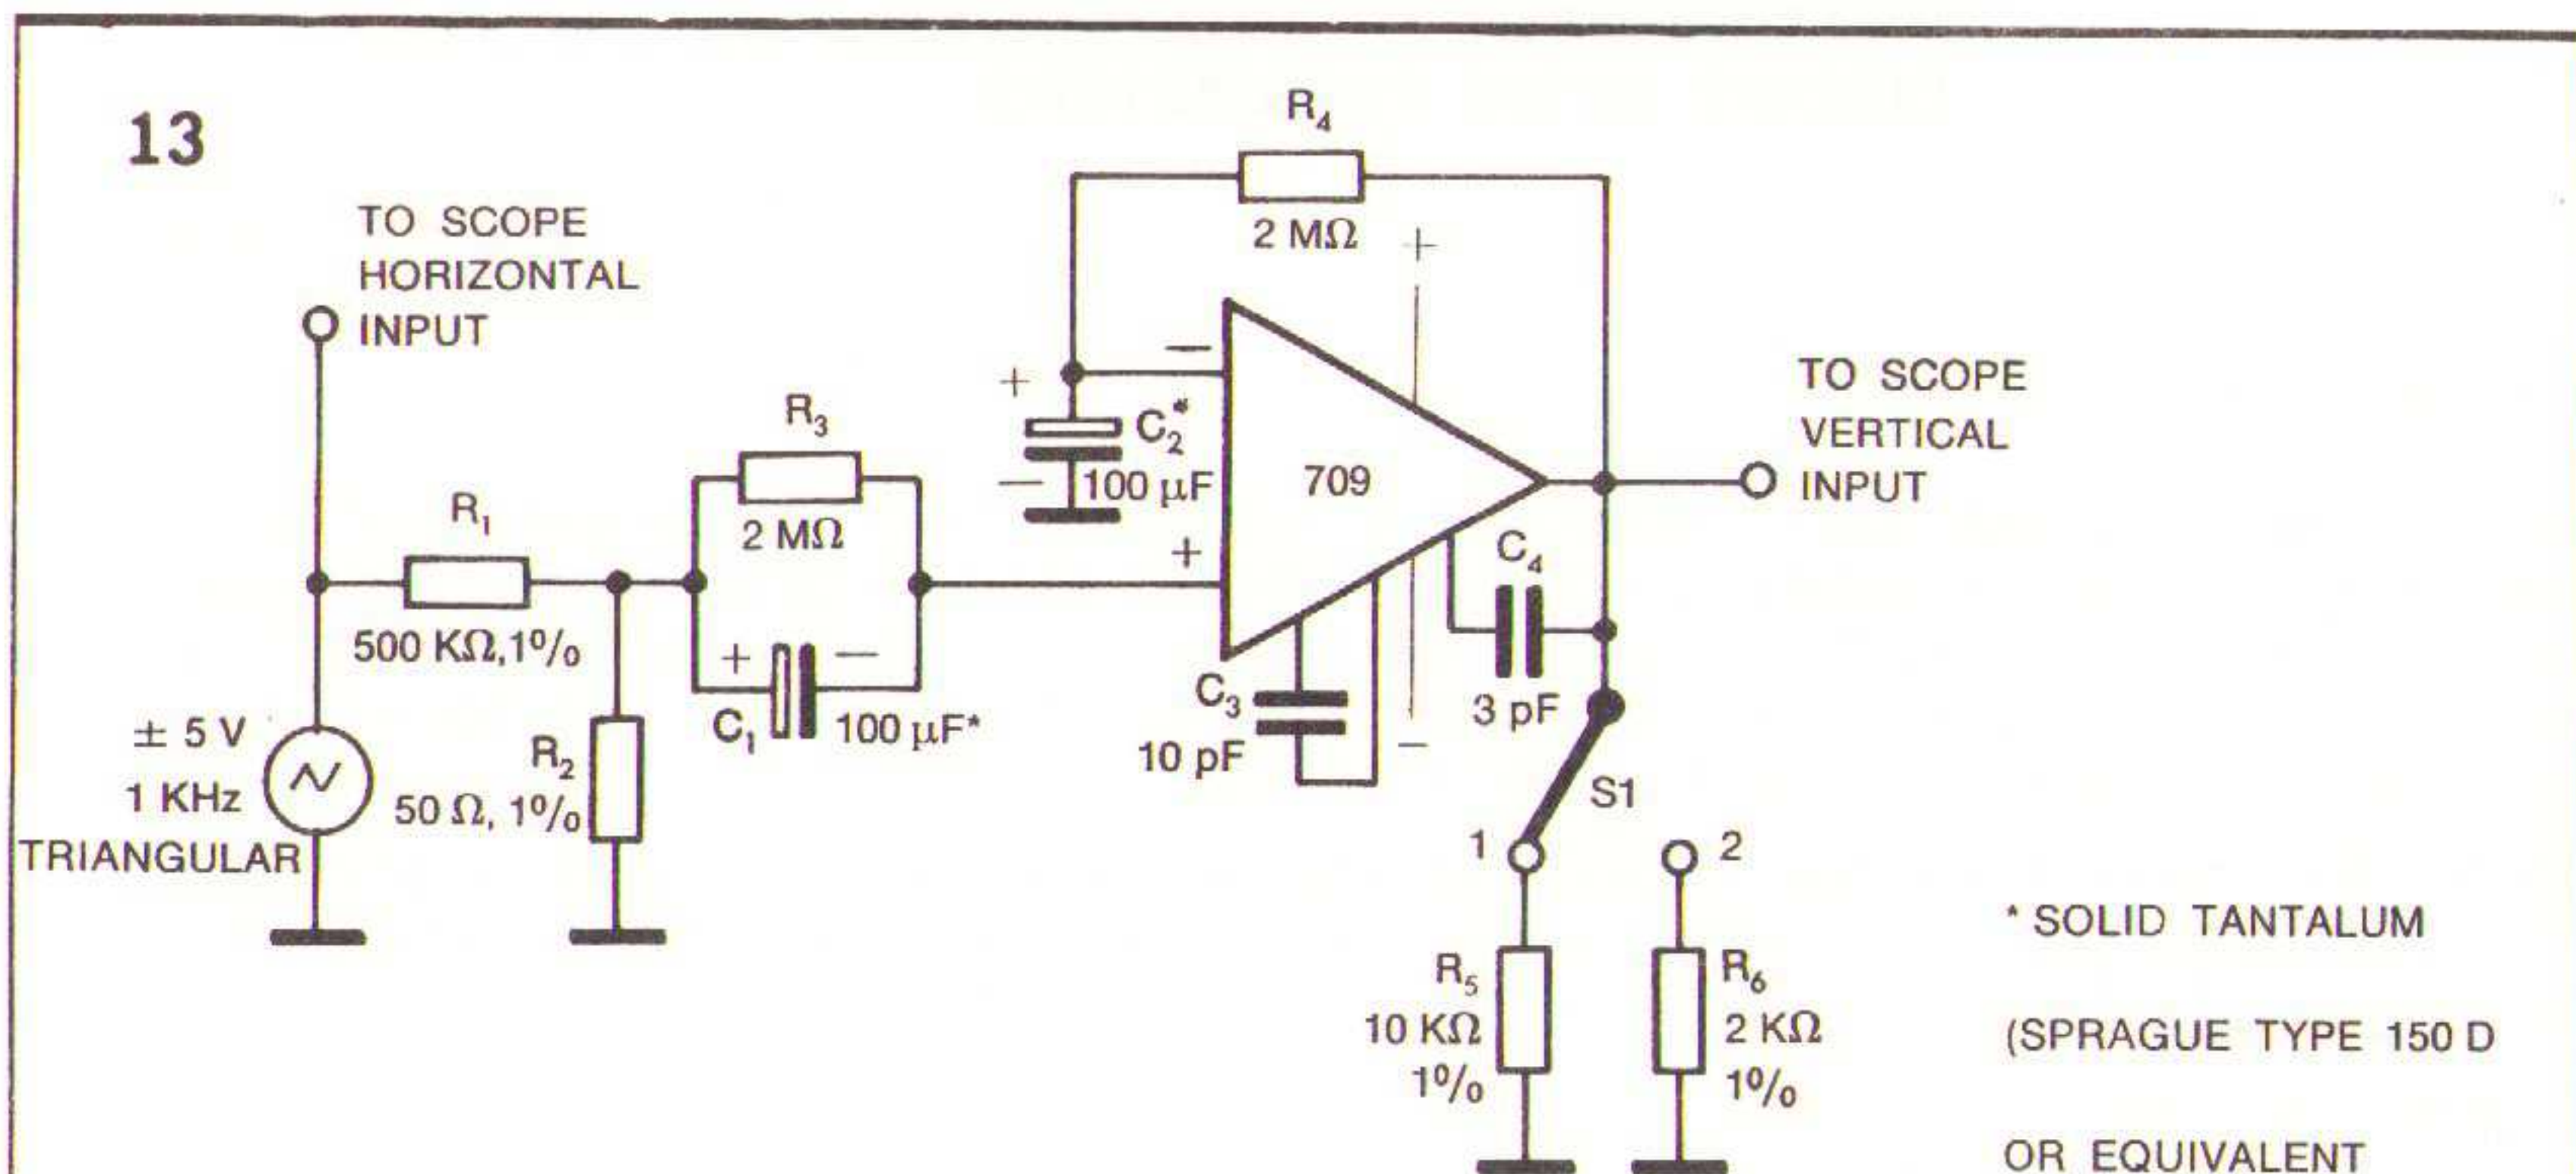 13
TO SCOPE
HORIZONTAL
INPUT
R4
2 MΩ
+
−
+
C2*
−
100 µF
R3
2 MΩ
709
TO SCOPE
VERTICAL
INPUT
R1
500 KΩ,1%
+
+
−
C1
100 µF*
C4
3 pF
C3
10 pF
−
± 5 V
1 KHz
TRIANGULAR
R2
50 Ω, 1%
S1
1
2
R5
10 KΩ
1%
R6
2 KΩ
1%
* SOLID TANTALUM
(SPRAGUE TYPE 150 D
OR EQUIVALENT